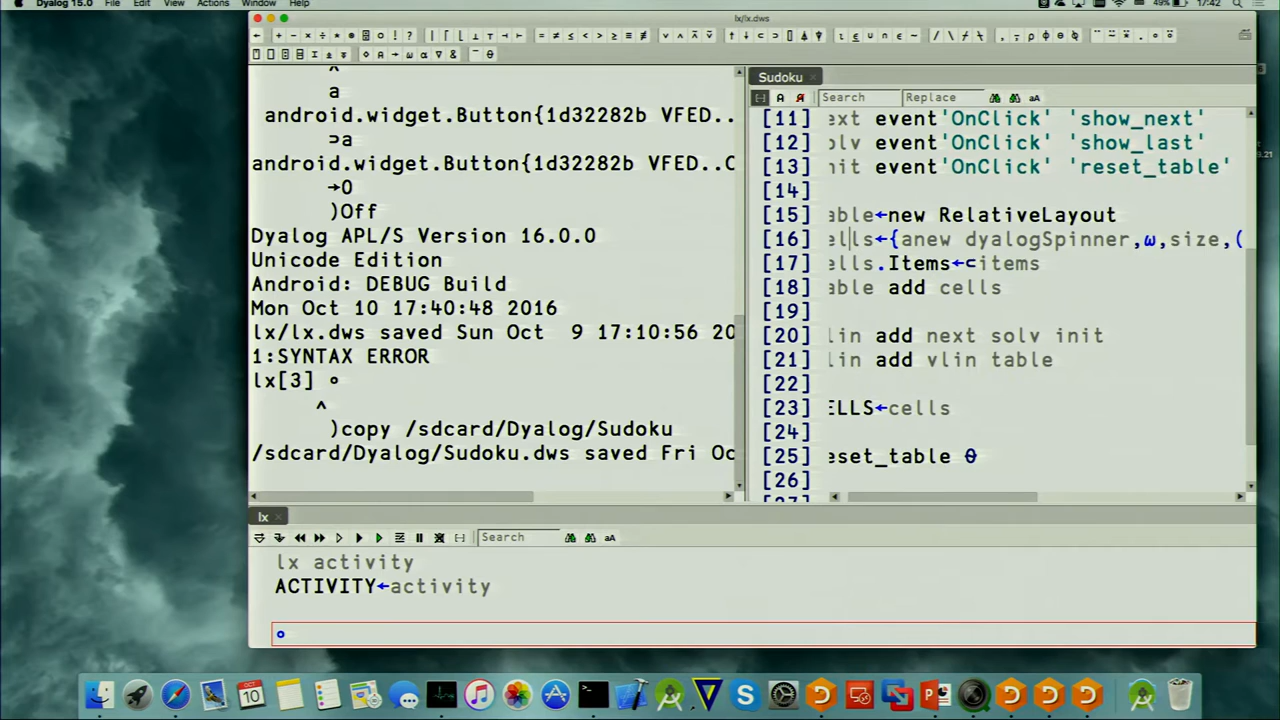 Dyalog 15.0 File Edit View Actions Window Help 49% 17:42
lx/lx.dws
^
a
android.widget.Button{1d32282b VFED..
⊃a
android.widget.Button{1d32282b VFED..C
→0
)Off
Dyalog APL/S Version 16.0.0
Unicode Edition
Android: DEBUG Build
Mon Oct 10 17:40:48 2016
lx/lx.dws saved Sun Oct  9 17:10:56 20
1:SYNTAX ERROR
lx[3] ∘
^
)copy /sdcard/Dyalog/Sudoku
/sdcard/Dyalog/Sudoku.dws saved Fri Oc
Sudoku
Search Replace
[11] ext event'OnClick' 'show_next'
[12] olv event'OnClick' 'show_last'
[13] nit event'OnClick' 'reset_table'
[14]
[15] able←new RelativeLayout
[16] ells←{anew dyalogSpinner,⍵,size,(
[17] ells.Items←⊂items
[18] able add cells
[19]
[20] lin add next solv init
[21] lin add vlin table
[22]
[23] ELLS←cells
[24]
[25] eset_table ⍬
[26]
lx
Search
lx activity
ACTIVITY←activity
∘
OCT
10